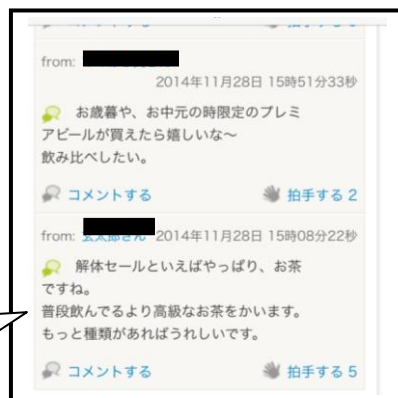 from:
2014年11月28日 15時51分33秒
お歳暮や、お中元の時限定のプレミ
アビールが買えたら嬉しいな～
飲み比べしたい。
コメントする 拍手する 2
from: 2014年11月28日 15時08分22秒
解体セールといえばやっぱり、お茶
ですね。
普段飲んでるより高級なお茶をかいます。
もっと種類があればうれしいです。
コメントする 拍手する 5